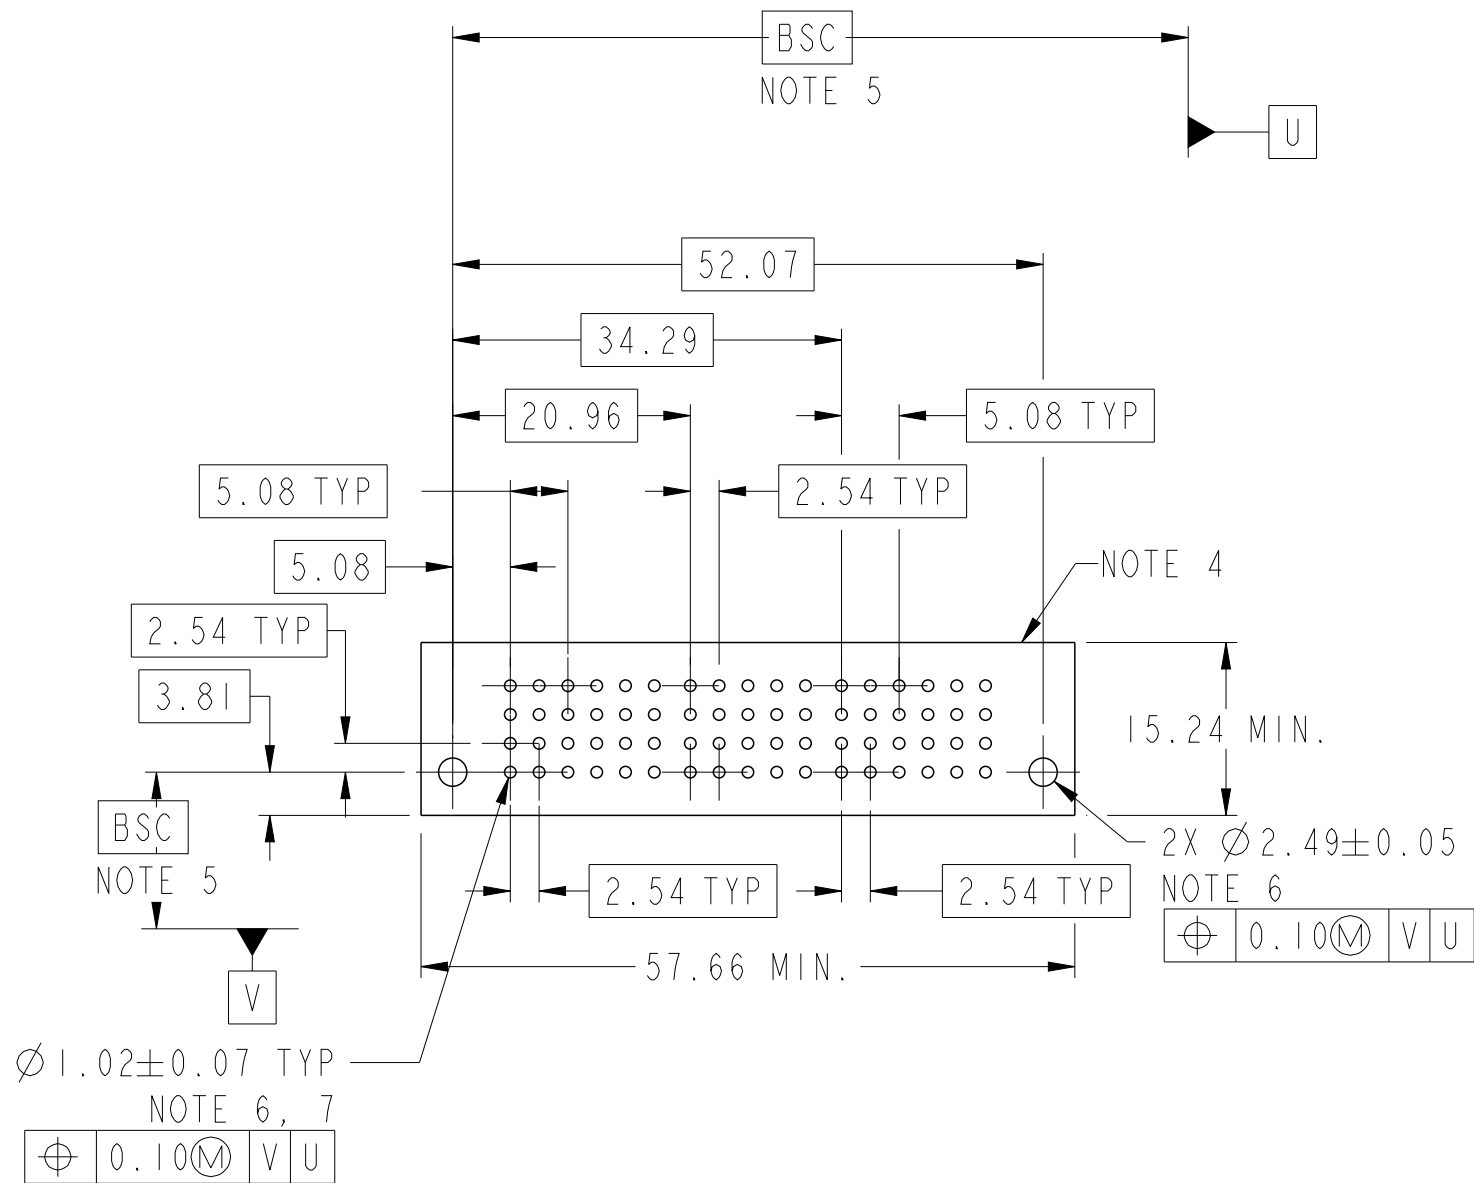 BSC
NOTE 5
U
52.07
34.29
20.96
5.08 TYP
5.08 TYP
2.54 TYP
5.08
NOTE 4
2.54 TYP
3.81
15.24 MIN.
BSC
NOTE 5
2X ⌀2.49±0.05
NOTE 6
⌖ 0.10Ⓜ V U
2.54 TYP
2.54 TYP
57.66 MIN.
V
⌀1.02±0.07 TYP
NOTE 6, 7
⌖ 0.10Ⓜ V U